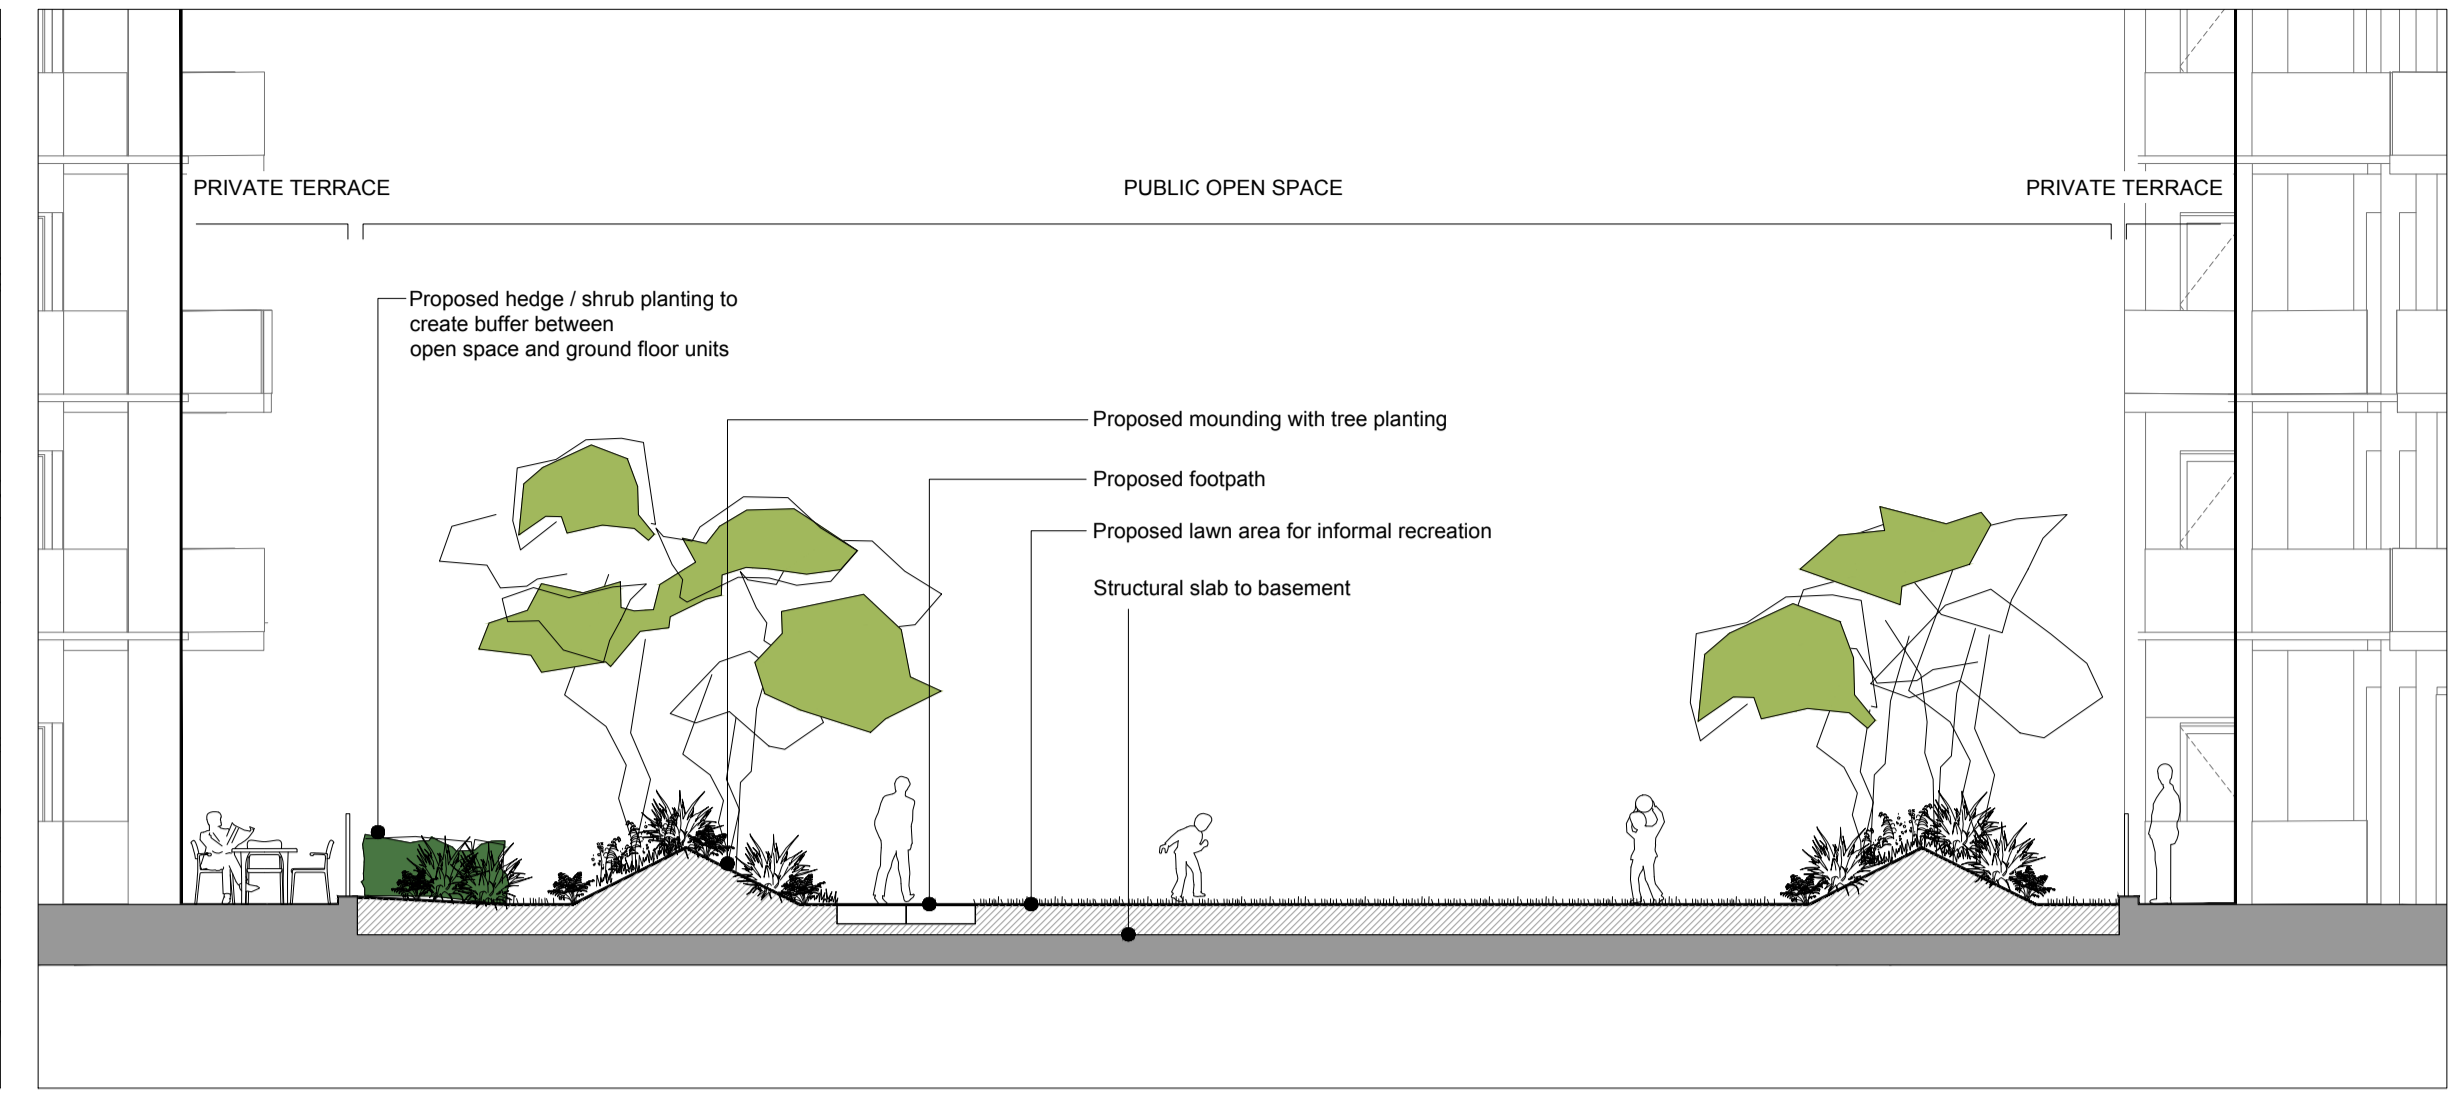 PRIVATE TERRACE
PUBLIC OPEN SPACE
PRIVATE TERRACE
Proposed hedge / shrub planting to
create buffer between
open space and ground floor units
Proposed mounding with tree planting
Proposed footpath
Proposed lawn area for informal recreation
Structural slab to basement